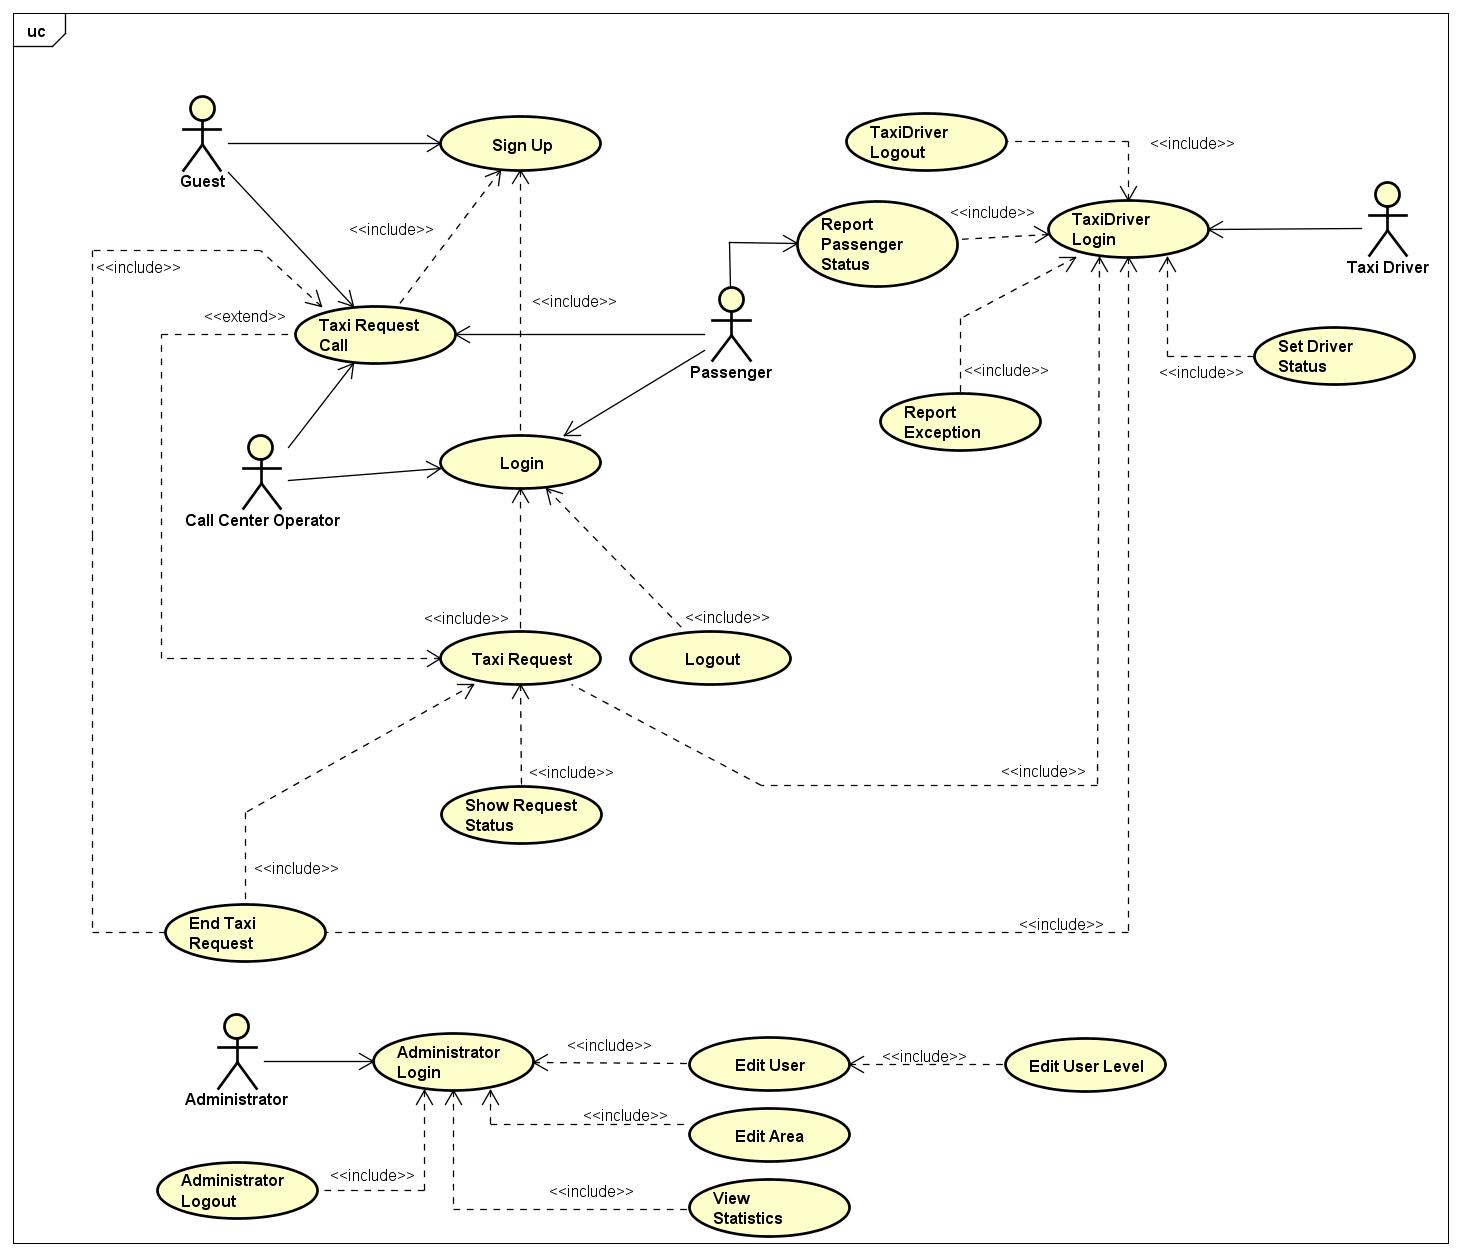 uc
Guest
Sign Up
TaxiDriver
Logout
<<include>>
<<include>>
Report
Passenger
Status
<<include>>
TaxiDriver
Login
Taxi Driver
<<include>>
<<extend>>
Taxi Request
Call
<<include>>
Passenger
<<include>>
Set Driver
Status
<<include>>
Report
Exception
Call Center Operator
Login
<<include>>
<<include>>
Taxi Request
Logout
<<include>>
<<include>>
Show Request
Status
<<include>>
End Taxi
Request
<<include>>
Administrator
Administrator
Login
<<include>>
Edit User
<<include>>
Edit User Level
<<include>>
Edit Area
Administrator
Logout
<<include>>
<<include>>
View
Statistics